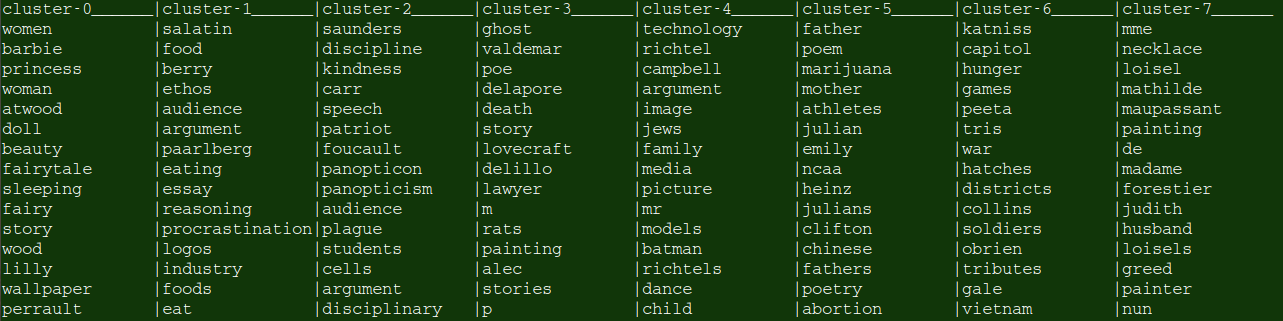 cluster-0______|cluster-1______|cluster-2______|cluster-3______|cluster-4______|cluster-5______|cluster-6______|cluster-7______
women |salatin |saunders |ghost |technology |father |katniss |mme
barbie |food |discipline |valdemar |richtel |poem |capitol |necklace
princess |berry |kindness |poe |campbell |marijuana |hunger |loisel
woman |ethos |carr |delapore |argument |mother |games |mathilde
atwood |audience |speech |death |image |athletes |peeta |maupassant
doll |argument |patriot |story |jews |julian |tris |painting
beauty |paarlberg |foucault |lovecraft |family |emily |war |de
fairytale |eating |panopticon |delillo |media |ncaa |hatches |madame
sleeping |essay |panopticism |lawyer |picture |heinz |districts |forestier
fairy |reasoning |audience |m |mr |julians |collins |judith
story |procrastination|plague |rats |models |clifton |soldiers |husband
wood |logos |students |painting |batman |chinese |obrien |loisels
lilly |industry |cells |alec |richtels |fathers |tributes |greed
wallpaper |foods |argument |stories |dance |poetry |gale |painter
perrault |eat |disciplinary |p |child |abortion |vietnam |nun